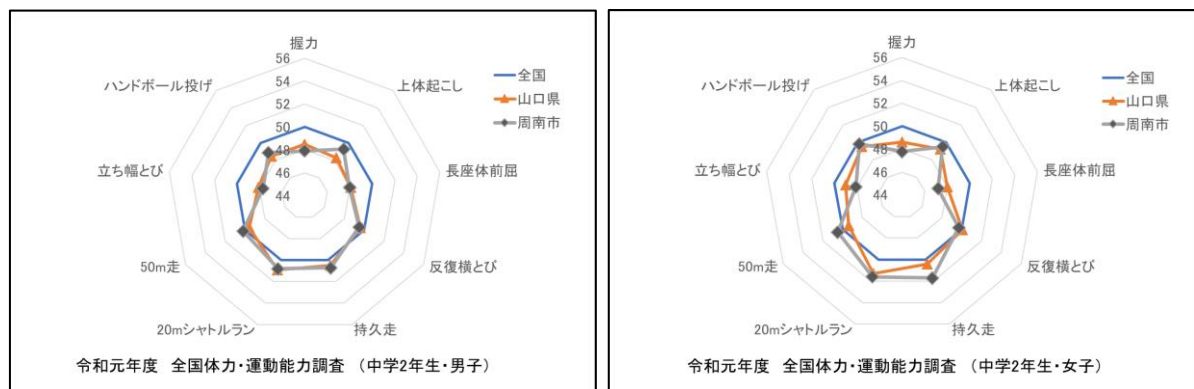 握力
56
54
52
50
48
46
44
ハンドボール投げ
上体起こし
全国
山口県
周南市
立ち幅とび
長座体前屈
50m走
反復横とび
20mシャトルラン
持久走
令和元年度 全国体力・運動能力調査 (中学2年生・男子)
握力
56
54
52
50
48
46
44
ハンドボール投げ
上体起こし
全国
山口県
周南市
立ち幅とび
長座体前屈
50m走
反復横とび
20mシャトルラン
持久走
令和元年度 全国体力・運動能力調査 (中学2年生・女子)